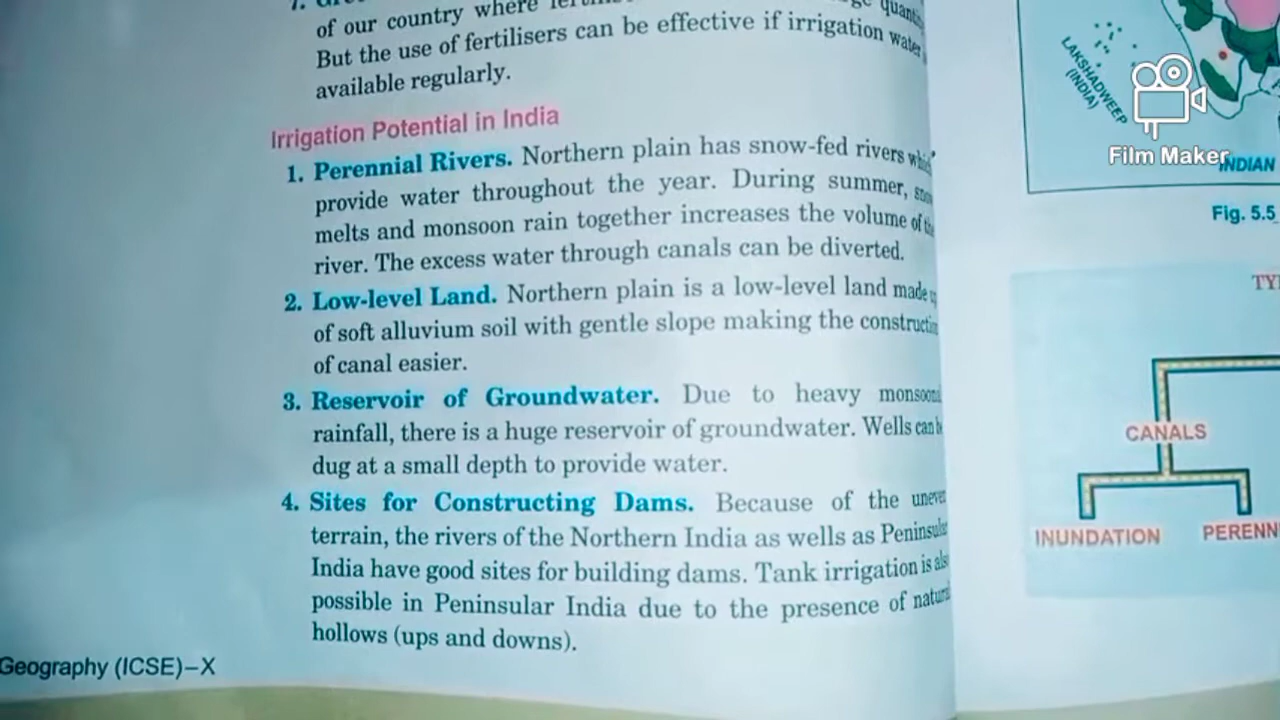 of our country where
But the use of fertilisers can be effective if irrigation water
available regularly.
Irrigation Potential in India
1. Perennial Rivers. Northern plain has snow-fed rivers
provide water throughout the year. During summer,
melts and monsoon rain together increases the volume of
river. The excess water through canals can be diverted.
2. Low-level Land. Northern plain is a low-level land made
of soft alluvium soil with gentle slope making the
of canal easier.
3. Reservoir of Groundwater. Due to heavy
rainfall, there is a huge reservoir of groundwater. Wells can
dug at a small depth to provide water.
4. Sites for Constructing Dams. Because of the
terrain, the rivers of the Northern India as wells as
India have good sites for building dams. Tank irrigation is
possible in Peninsular India due to the presence of
hollows (ups and downs).
Geography (ICSE)–X
LAKSHADWEEP
(INDIA)
Film Maker
INDIAN
Fig. 5.5
CANALS
INUNDATION